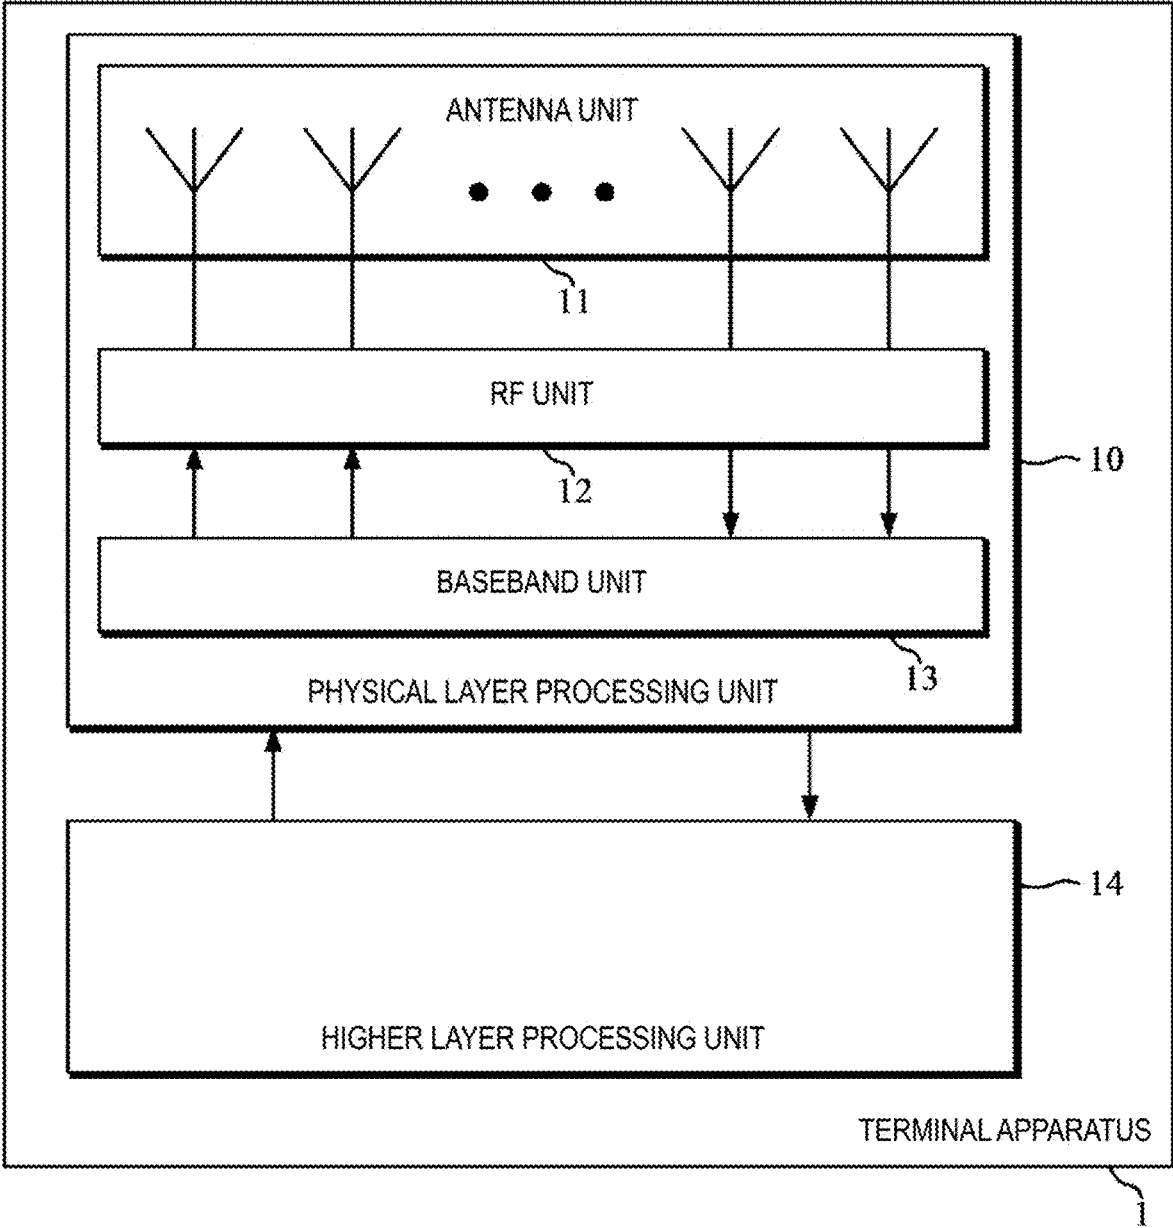 ANTENNA UNIT
11
RF UNIT
12
10
BASEBAND UNIT
13
PHYSICAL LAYER PROCESSING UNIT
14
HIGHER LAYER PROCESSING UNIT
TERMINAL APPARATUS
1